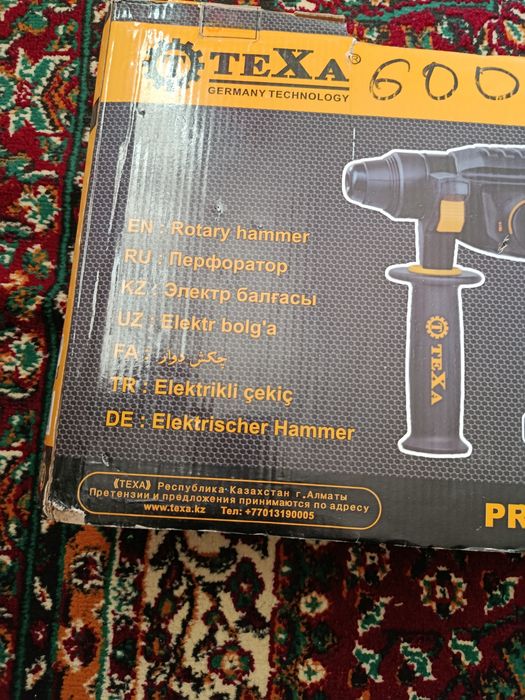 TEXA®
GERMANY TECHNOLOGY
600
EN : Rotary hammer
RU : Перфоратор
KZ : Электр балғасы
UZ : Elektr bolg'a
FA : چکش دوار
TR : Elektrikli çekiç
DE : Elektrischer Hammer
TEXA
《TEXA》 Республика-Казахстан г.Алматы
Претензии и предложения принимаются по адресу
www.texa.kz Тел: +77013190005
PR